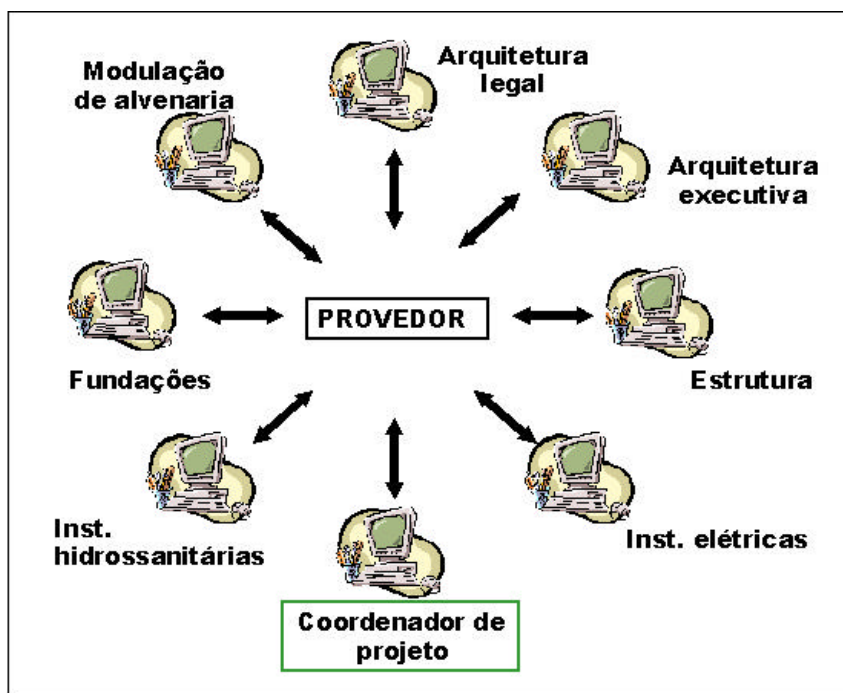 Modulação
de alvenaria
Arquitetura
legal
Arquitetura
executiva
PROVEDOR
Fundações
Estrutura
Inst.
hidrossanitárias
Inst. elétricas
Coordenador de
projeto